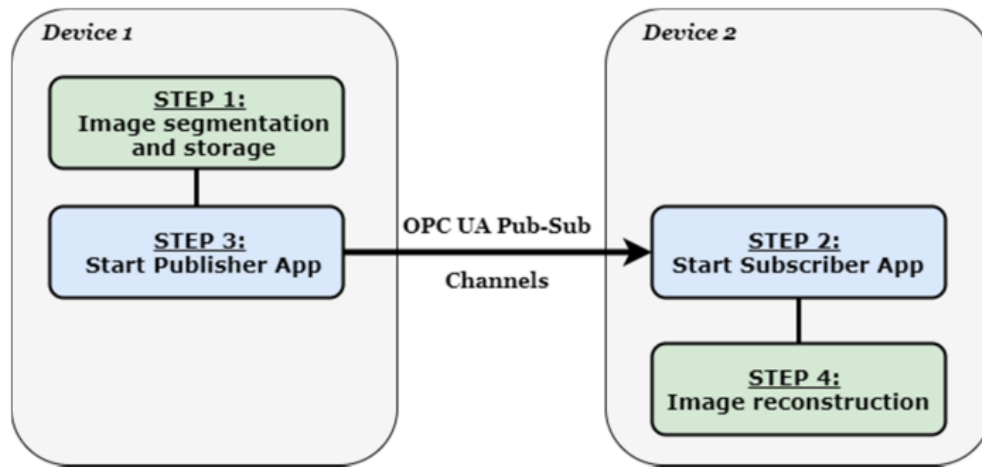 Device 1
STEP 1:
Image segmentation
and storage
STEP 3:
Start Publisher App
OPC UA Pub-Sub
Channels
Device 2
STEP 2:
Start Subscriber App
STEP 4:
Image reconstruction